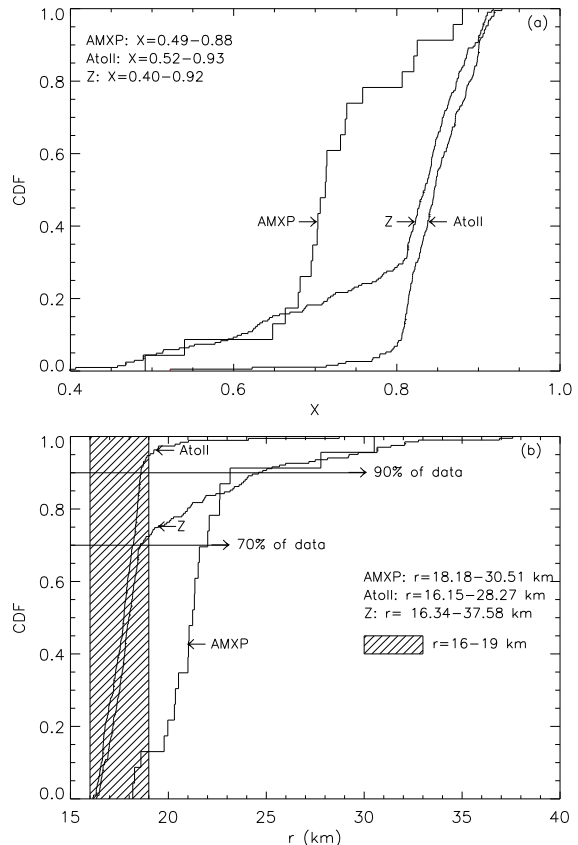 (a)
AMXP: X=0.49−0.88
Atoll: X=0.52−0.93
Z: X=0.40−0.92
1.0
0.8
0.6
0.4
0.2
0.0
CDF
AMXP
Z
Atoll
0.4
0.6
0.8
1.0
X
(b)
1.0
0.8
0.6
0.4
0.2
0.0
CDF
Atoll
90% of data
Z
70% of data
AMXP: r=18.18−30.51 km
Atoll: r=16.15−28.27 km
Z: r= 16.34−37.58 km
r=16−19 km
AMXP
15
20
25
30
35
40
r (km)